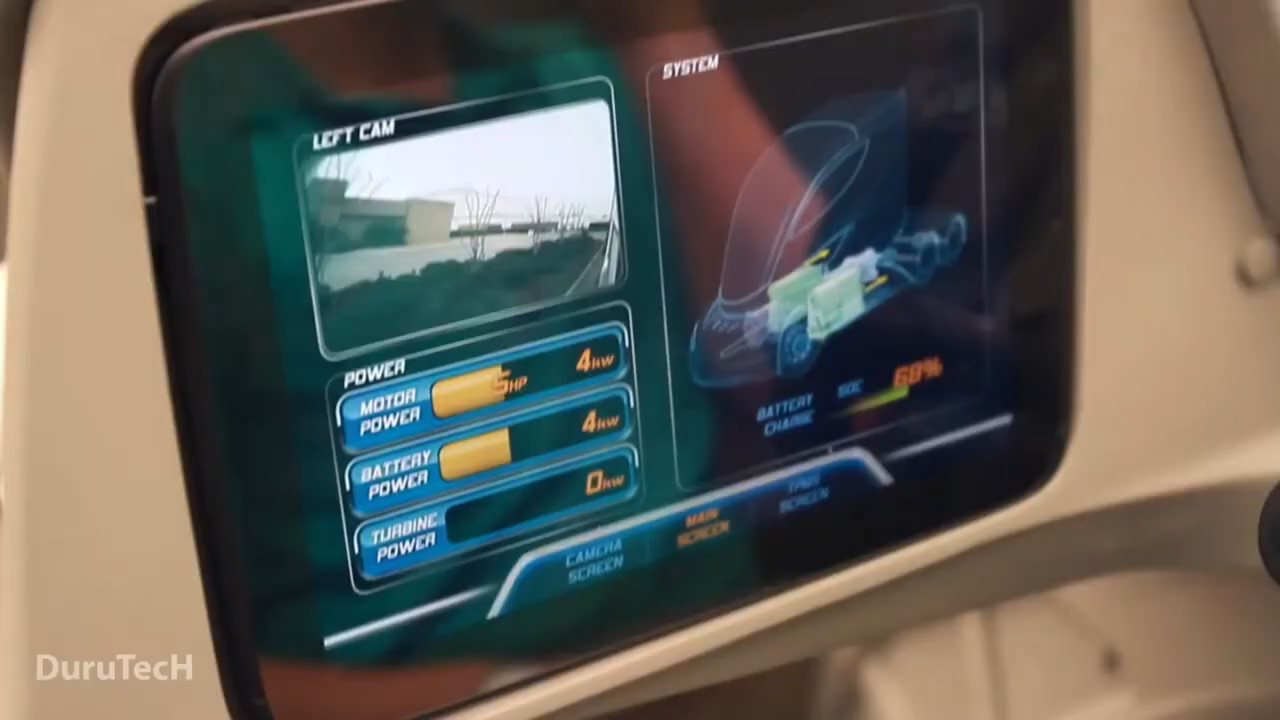 LEFT CAM
SYSTEM
POWER
MOTOR
POWER
5HP
4kW
BATTERY
POWER
4kW
TURBINE
POWER
0kW
BATTERY
CHARGE
SOC
68%
CAMERA
SCREEN
MAIN
SCREEN
SCREEN
DuruTecH